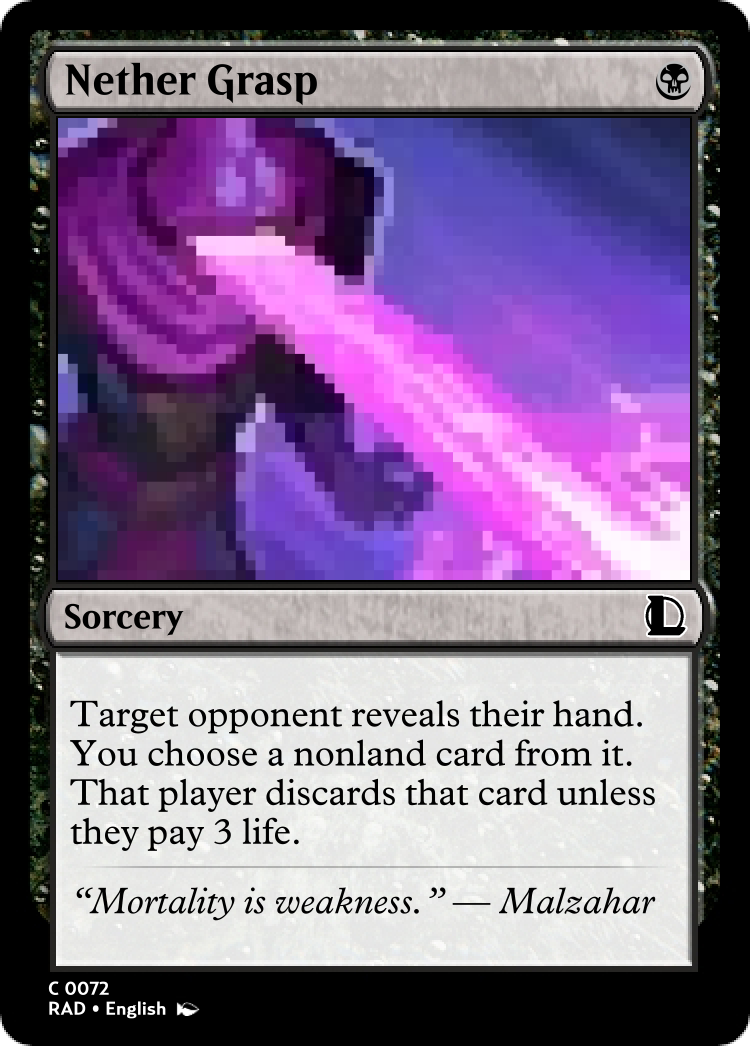 Nether Grasp
Sorcery
Target opponent reveals their hand.
You choose a nonland card from it.
That player discards that card unless
they pay 3 life.
“Mortality is weakness.” — Malzahar
C 0072
RAD • English